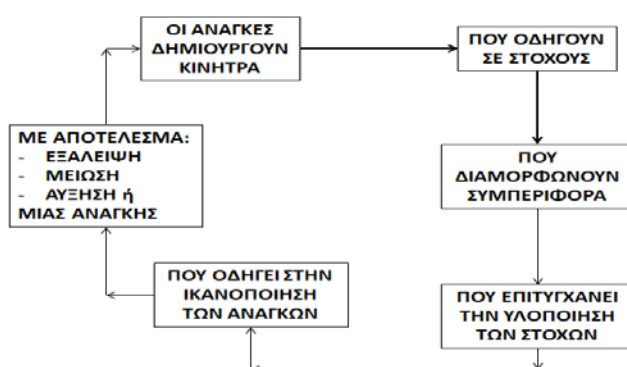 ΟΙ ΑΝΑΓΚΕΣ
ΔΗΜΙΟΥΡΓΟΥΝ
ΚΙΝΗΤΡΑ
ΠΟΥ ΟΔΗΓΟΥΝ
ΣΕ ΣΤΟΧΟΥΣ
ΠΟΥ
ΔΙΑΜΟΡΦΩΝΟΥΝ
ΣΥΜΠΕΡΙΦΟΡΑ
ΠΟΥ ΕΠΙΤΥΓΧΑΝΕΙ
ΤΗΝ ΥΛΟΠΟΙΗΣΗ
ΤΩΝ ΣΤΟΧΩΝ
ΠΟΥ ΟΔΗΓΕΙ ΣΤΗΝ
ΙΚΑΝΟΠΟΙΗΣΗ
ΤΩΝ ΑΝΑΓΚΩΝ
ΜΕ ΑΠΟΤΕΛΕΣΜΑ:
- ΕΞΑΛΕΙΨΗ
- ΜΕΙΩΣΗ
- ΑΥΞΗΣΗ ή
ΜΙΑΣ ΑΝΑΓΚΗΣ